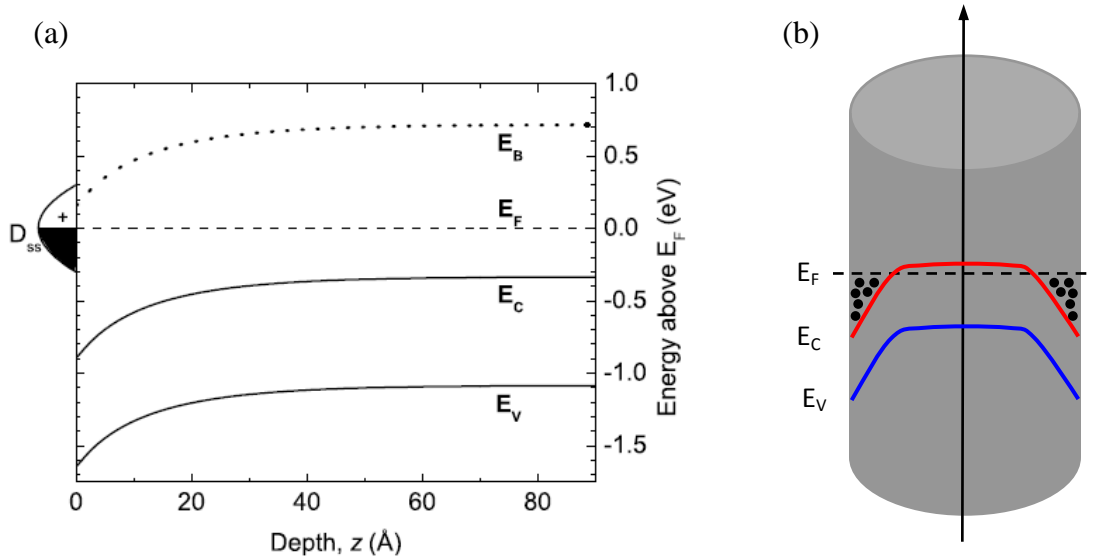 (a)
(b)
1.0
0.5
0.0
-0.5
-1.0
-1.5
Energy above E_F (eV)
E_B
E_F
E_C
E_V
+
D_ss
0
20
40
60
80
Depth, z (Å)
E_F
E_C
E_V